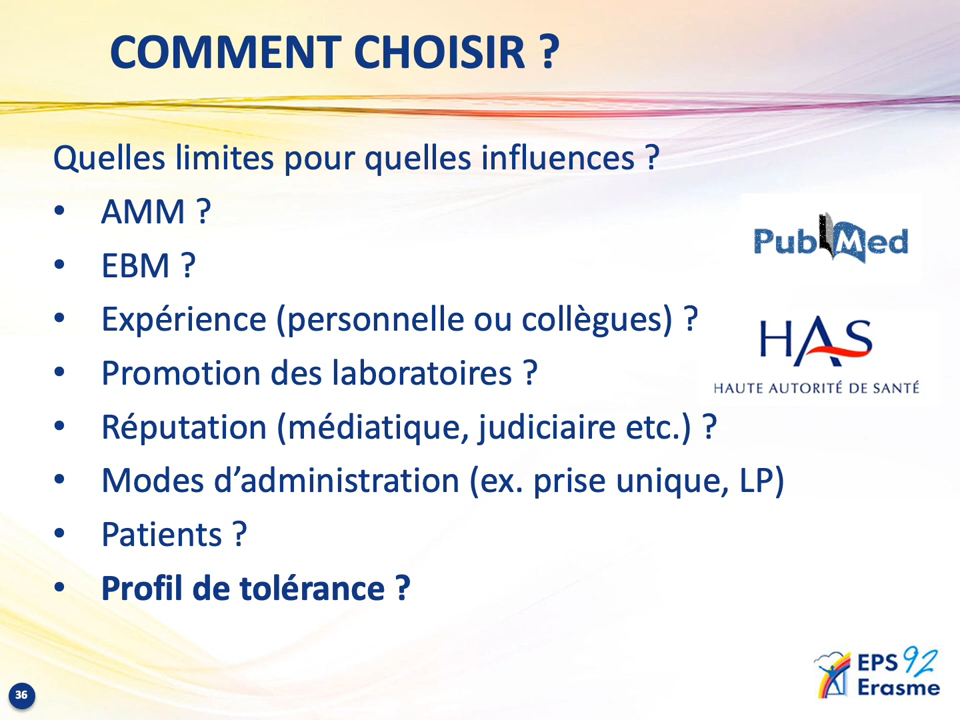 COMMENT CHOISIR ?
Quelles limites pour quelles influences ?
• AMM ?
• EBM ?
• Expérience (personnelle ou collègues) ?
• Promotion des laboratoires ?
• Réputation (médiatique, judiciaire etc.) ?
• Modes d’administration (ex. prise unique, LP)
• Patients ?
• Profil de tolérance ?
PubMed
HAS
HAUTE AUTORITÉ DE SANTÉ
36
EPS 92
Erasme